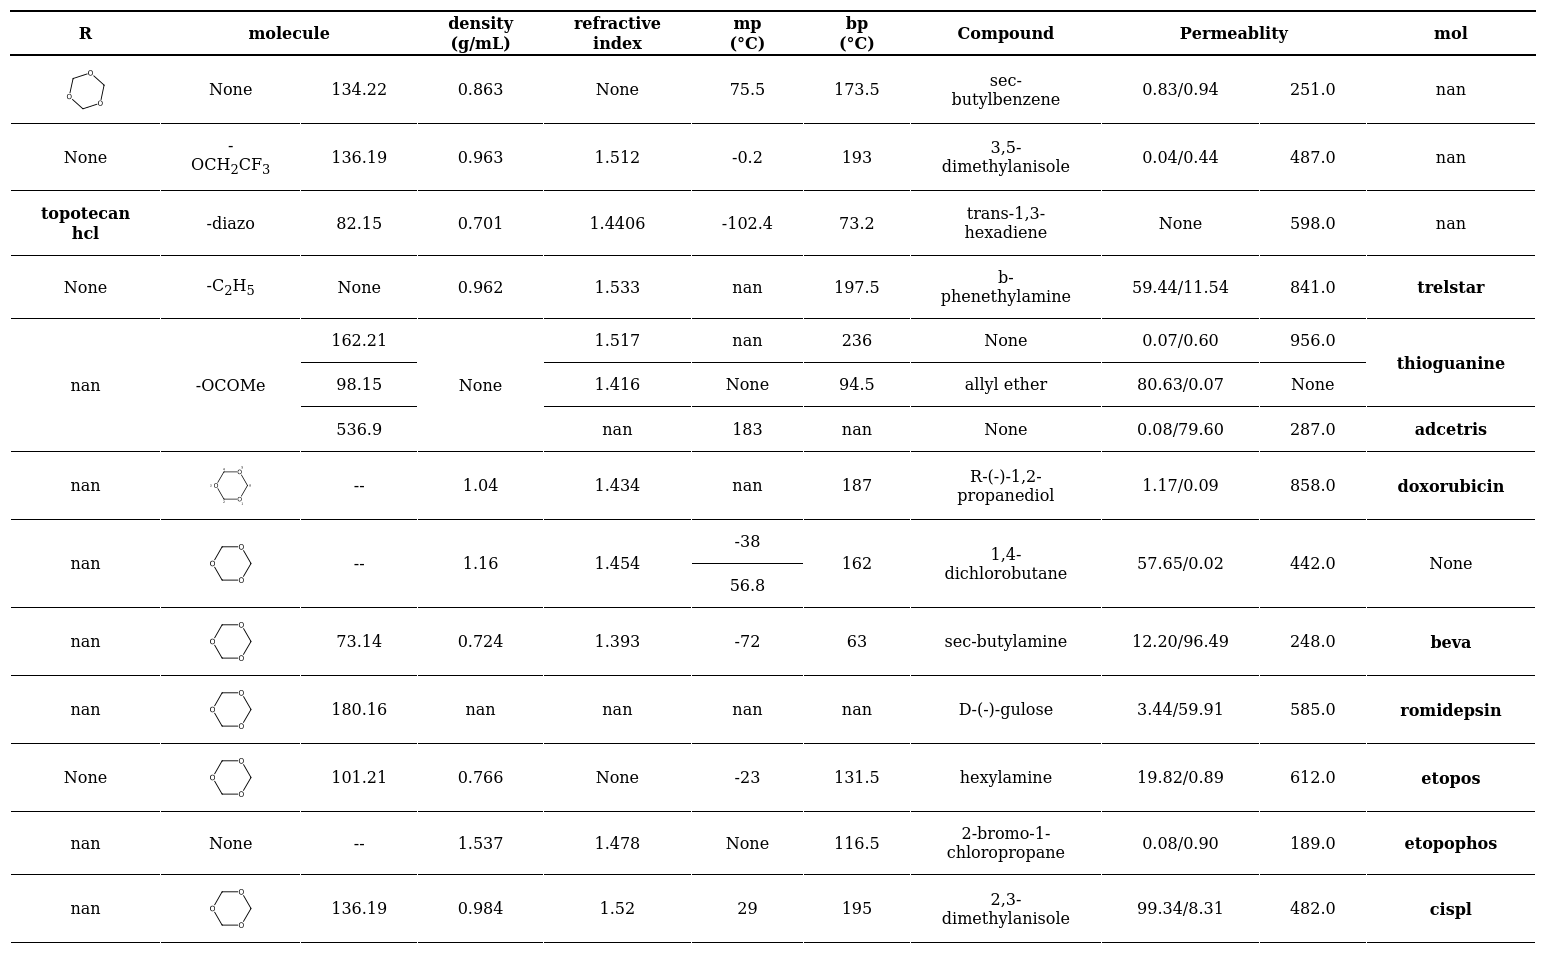 R molecule density (g/mL) refractive index mp (°C) bp (°C) Compound Permeablity mol
None 134.22 0.863 None 75.5 173.5 sec-butylbenzene 0.83/0.94 251.0 nan
None -OCH2CF3 136.19 0.963 1.512 -0.2 193 3,5-dimethylanisole 0.04/0.44 487.0 nan
topotecan hcl -diazo 82.15 0.701 1.4406 -102.4 73.2 trans-1,3-hexadiene None 598.0 nan
None -C2H5 None 0.962 1.533 nan 197.5 b-phenethylamine 59.44/11.54 841.0 trelstar
nan -OCOMe 162.21 None 1.517 nan 236 None 0.07/0.60 956.0 thioguanine
98.15 1.416 None 94.5 allyl ether 80.63/0.07 None
536.9 nan 183 nan None 0.08/79.60 287.0 adcetris
nan -- 1.04 1.434 nan 187 R-(-)-1,2-propanediol 1.17/0.09 858.0 doxorubicin
nan -- 1.16 1.454 -38 162 1,4-dichlorobutane 57.65/0.02 442.0 None
56.8
nan 73.14 0.724 1.393 -72 63 sec-butylamine 12.20/96.49 248.0 beva
nan 180.16 nan nan nan nan D-(-)-gulose 3.44/59.91 585.0 romidepsin
None 101.21 0.766 None -23 131.5 hexylamine 19.82/0.89 612.0 etopos
nan None -- 1.537 1.478 None 116.5 2-bromo-1-chloropropane 0.08/0.90 189.0 etopophos
nan 136.19 0.984 1.52 29 195 2,3-dimethylanisole 99.34/8.31 482.0 cispl